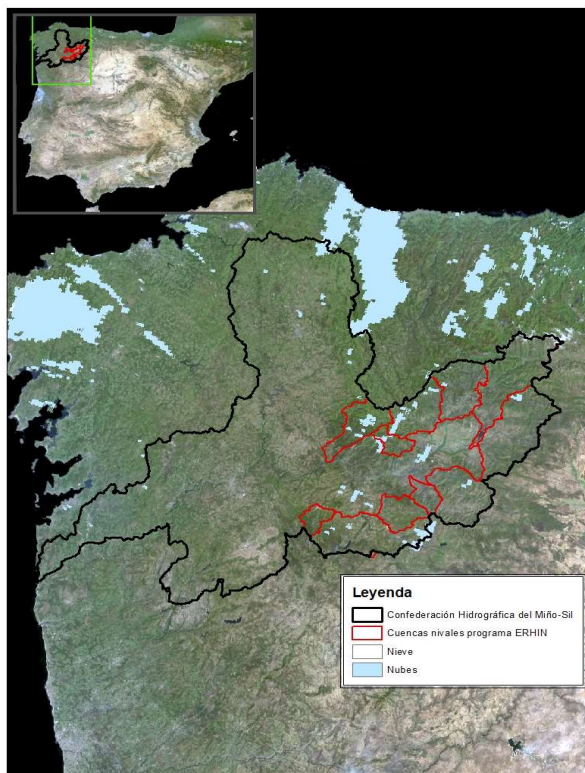 Leyenda
Confederación Hidrográfica del Miño-Sil
Cuencas nivales programa ERHIN
Nieve
Nubes